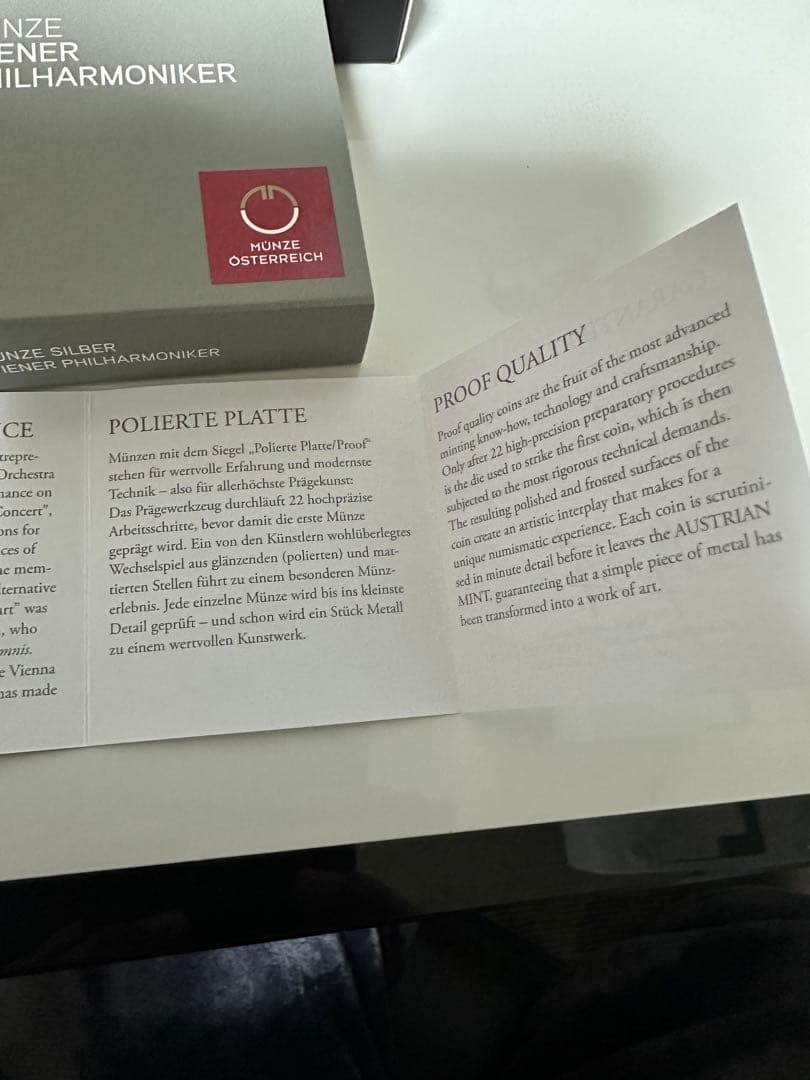 NZE
ENER
ILHARMONIKER
MÜNZE
ÖSTERREICH
NZE SILBER
IENER PHILHARMONIKER
CE
trepre-
Orchestra
mance on
Concert”,
ons for
ces of
he mem-
ternative
art” was
, who
mnis.
e Vienna
has made
POLIERTE PLATTE
Münzen mit dem Siegel „Polierte Platte/Proof“
stehen für wertvolle Erfahrung und modernste
Technik – also für allerhöchste Prägekunst:
Das Prägewerkzeug durchläuft 22 hochpräzise
Arbeitsschritte, bevor damit die erste Münze
geprägt wird. Ein von den Künstlern wohlüberlegtes
Wechselspiel aus glänzenden (polierten) und mat-
tierten Stellen führt zu einem besonderen Münz-
erlebnis. Jede einzelne Münze wird bis ins kleinste
Detail geprüft – und schon wird ein Stück Metall
zu einem wertvollen Kunstwerk.
PROOF QUALITY
Proof quality coins are the fruit of the most advanced
minting know-how, technology and craftsmanship.
Only after 22 high-precision preparatory procedures
is the die used to strike the first coin, which is then
subjected to the most rigorous technical demands.
The resulting polished and frosted surfaces of the
coin create an artistic interplay that makes for a
unique numismatic experience. Each coin is scrutini-
sed in minute detail before it leaves the AUSTRIAN
MINT, guaranteeing that a simple piece of metal has
been transformed into a work of art.